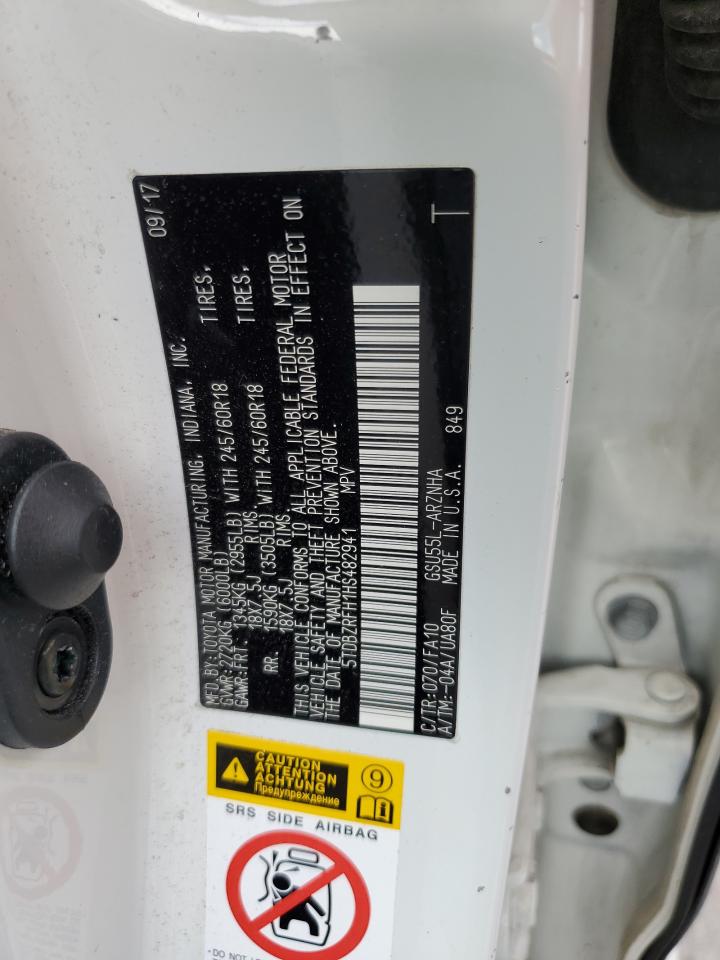 MFD.BY:TOYOTA MOTOR MANUFACTURING, INDIANA, INC. 09/17
GVWR:2720KG (6000LB)
GAWR:FRT. 1345KG (2955LB) WITH 245/60R18 TIRES.
18X7.5J RIMS
RR. 1590KG (3505LB) WITH 245/60R18 TIRES.
18X7.5J RIMS
THIS VEHICLE CONFORMS TO ALL APPLICABLE FEDERAL MOTOR
VEHICLE SAFETY AND THEFT PREVENTION STANDARDS IN EFFECT ON
THE DATE OF MANUFACTURE SHOWN ABOVE.
5TDBZRFH1HS482941 MPV
C/TR:070/FA10 GSU55L-ARZNHA T
A/TM:-04A/UA80F MADE IN U.S.A. 849
CAUTION
ATTENTION
ACHTUNG
Предупреждение
9
i
SRS SIDE AIRBAG